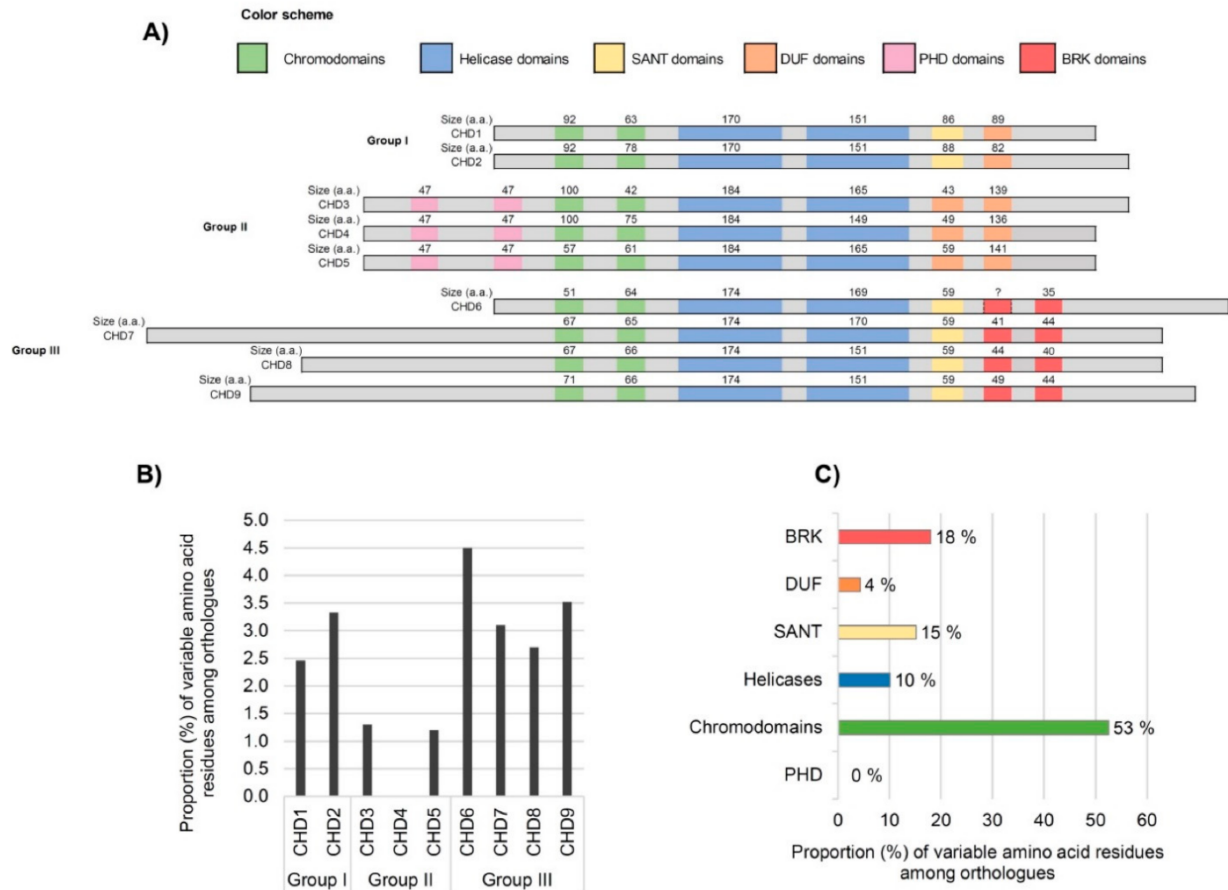 Color scheme
A)
Chromodomains Helicase domains SANT domains DUF domains PHD domains BRK domains
Group I
Size (a.a.) 92 63 170 151 86 89
CHD1
Size (a.a.) 92 78 170 151 88 82
CHD2
Group II
Size (a.a.) 47 47 100 42 184 165 43 139
CHD3
Size (a.a.) 47 47 100 75 184 149 49 136
CHD4
Size (a.a.) 47 47 57 61 184 165 59 141
CHD5
Group III
Size (a.a.) 51 64 174 169 59 ? 35
CHD6
Size (a.a.) 67 65 174 170 59 41 44
CHD7
Size (a.a.) 67 66 174 151 59 44 40
CHD8
Size (a.a.) 71 66 174 151 59 49 44
CHD9
B)
Proportion (%) of variable amino acid
residues among orthologues
5.0
4.5
4.0
3.5
3.0
2.5
2.0
1.5
1.0
0.5
0.0
CHD1 CHD2 CHD3 CHD4 CHD5 CHD6 CHD7 CHD8 CHD9
Group I Group II Group III
C)
BRK 18 %
DUF 4 %
SANT 15 %
Helicases 10 %
Chromodomains 53 %
PHD 0 %
0 10 20 30 40 50 60
Proportion (%) of variable amino acid residues
among orthologues